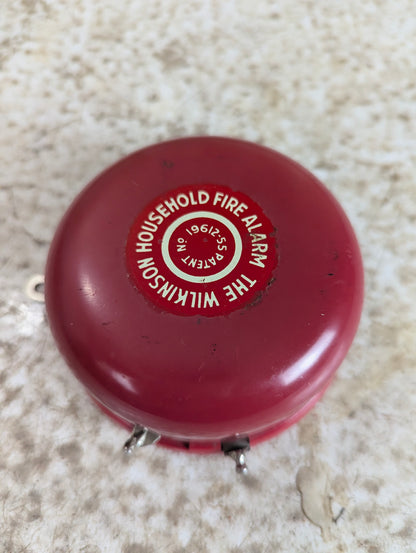 THE WILKINSON HOUSEHOLD FIRE ALARM
PATENT No 19612-55